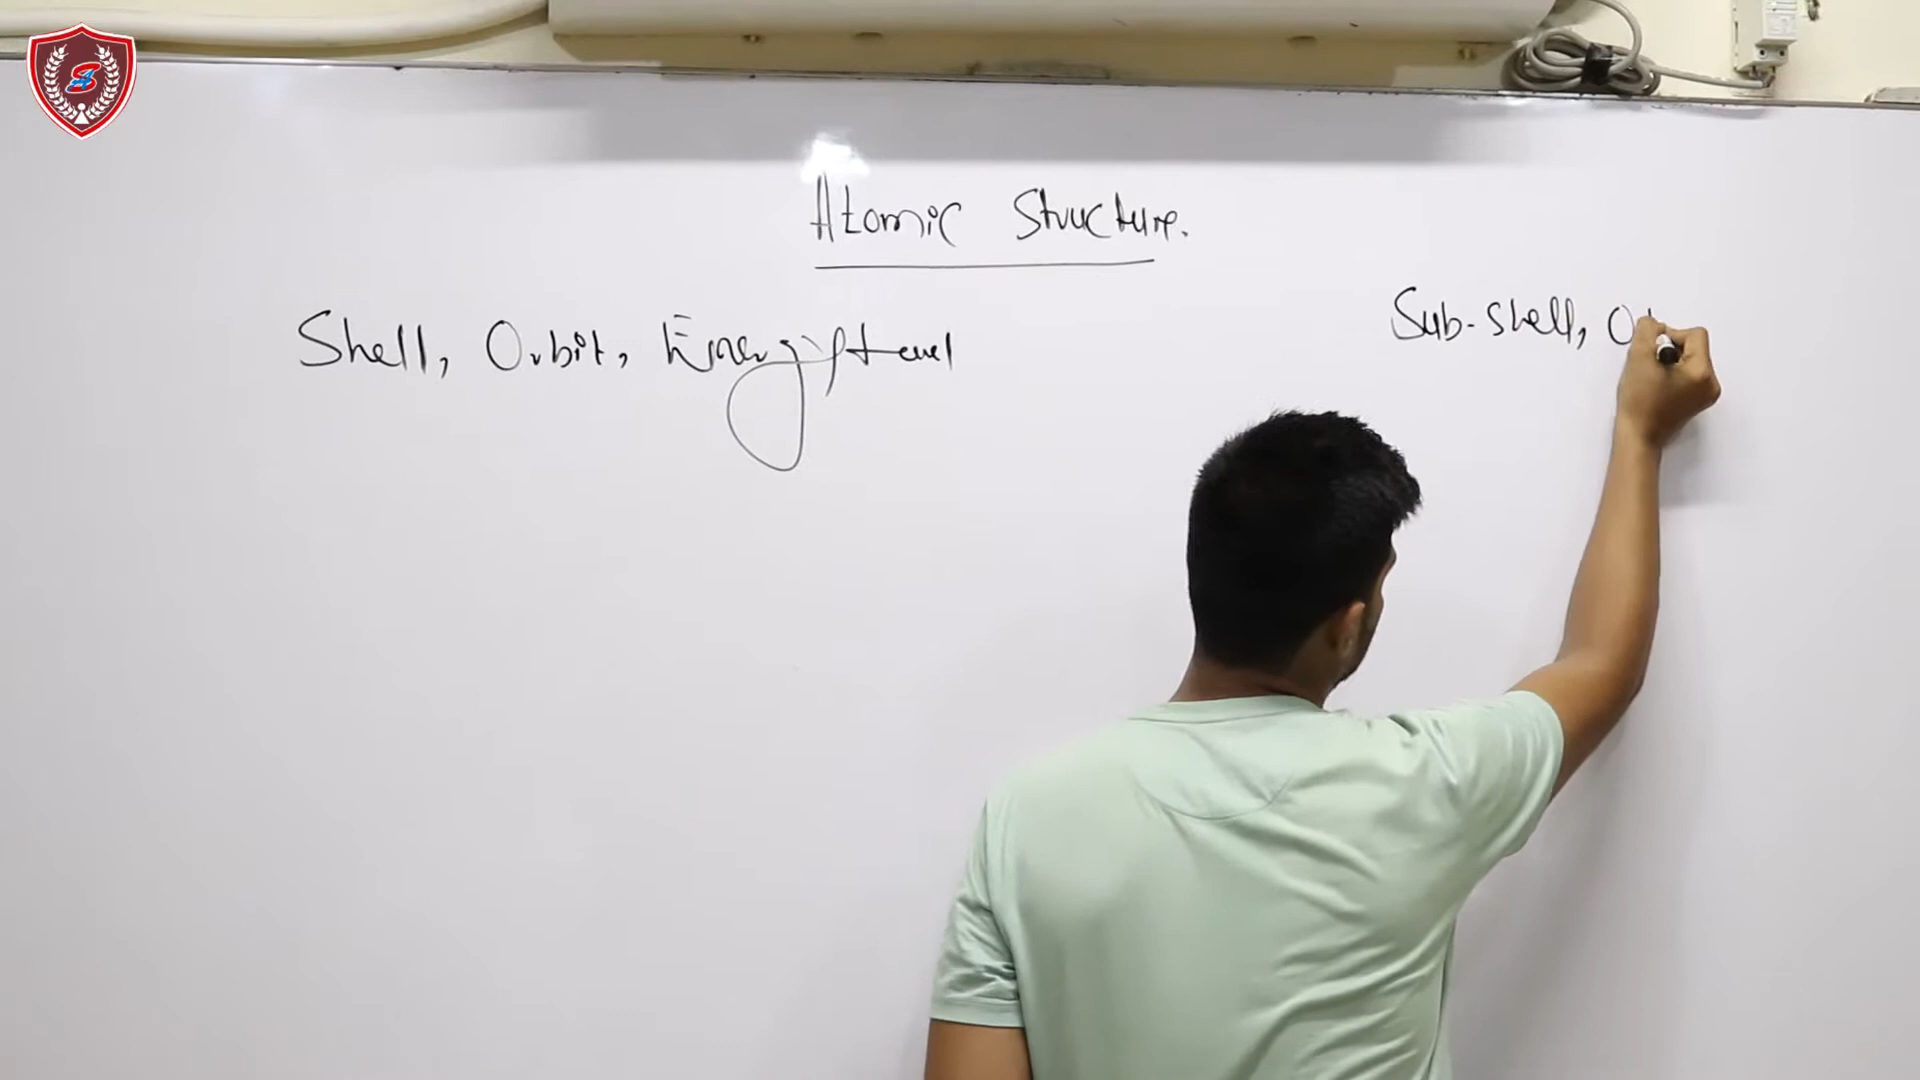 Atomic Structure.
Shell, Orbit, Energy Level
Sub-shell,